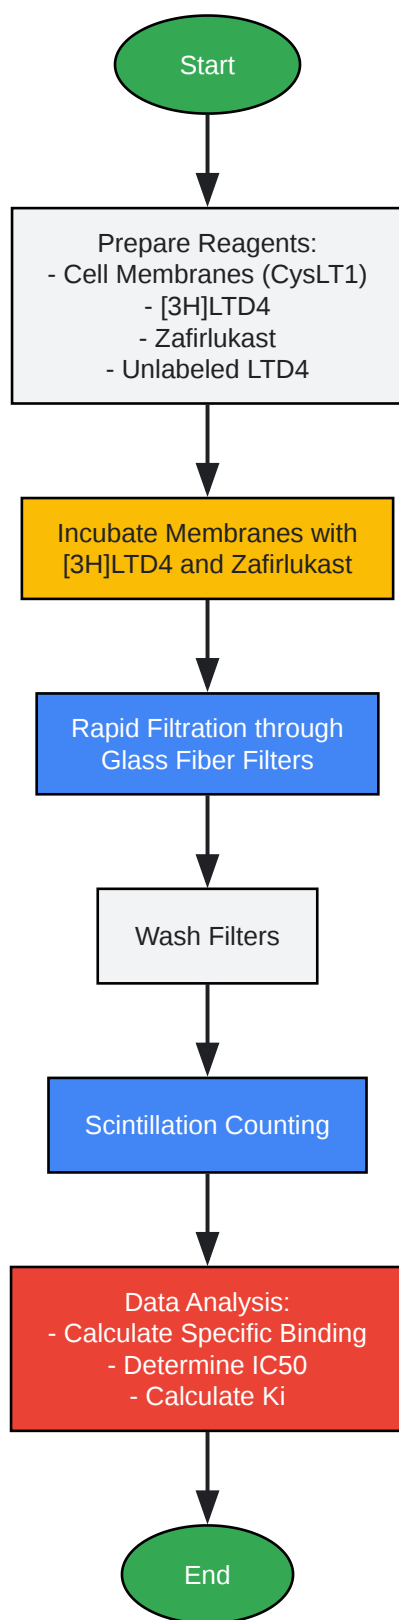 Start
Prepare Reagents:
- Cell Membranes (CysLT1)
- [3H]LTD4
- Zafirlukast
- Unlabeled LTD4
Incubate Membranes with
[3H]LTD4 and Zafirlukast
Rapid Filtration through
Glass Fiber Filters
Wash Filters
Scintillation Counting
Data Analysis:
- Calculate Specific Binding
- Determine IC50
- Calculate Ki
End